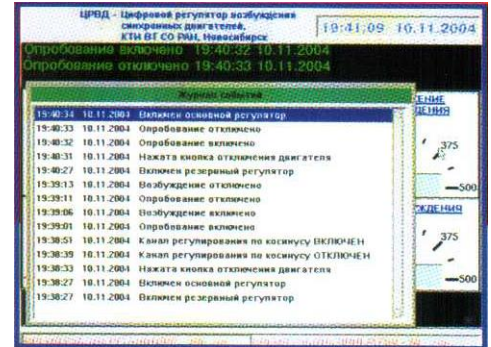 ЦРВД - Цифровой регулятор возбуждения
синхронных двигателей.
КТИ ВТ СО РАН, Новосибирск
19:41:09 10.11.2004
Опробование включено 19:40:32 10.11.2004
Опробование отключено 19:40:33 10.11.2004
Журнал событий
19:40:34 10.11.2004 Включен основной регулятор
19:40:33 10.11.2004 Опробование отключено
19:40:32 10.11.2004 Опробование включено
19:40:31 10.11.2004 Нажата кнопка отключения двигателя
19:40:27 10.11.2004 Включен резервный регулятор
19:39:13 10.11.2004 Возбуждение отключено
19:39:11 10.11.2004 Опробование отключено
19:39:06 10.11.2004 Возбуждение включено
19:39:01 10.11.2004 Опробование включено
19:38:51 10.11.2004 Канал регулирования по косинусу ВКЛЮЧЕН
19:38:39 10.11.2004 Канал регулирования по косинусу ОТКЛЮЧЕН
19:38:33 10.11.2004 Нажата кнопка отключения двигателя
19:38:27 10.11.2004 Включен основной регулятор
19:38:27 10.11.2004 Включен резервный регулятор
ЕНИЕ
ДЕНИЯ
375
500
ЖДЕНИЯ
375
500